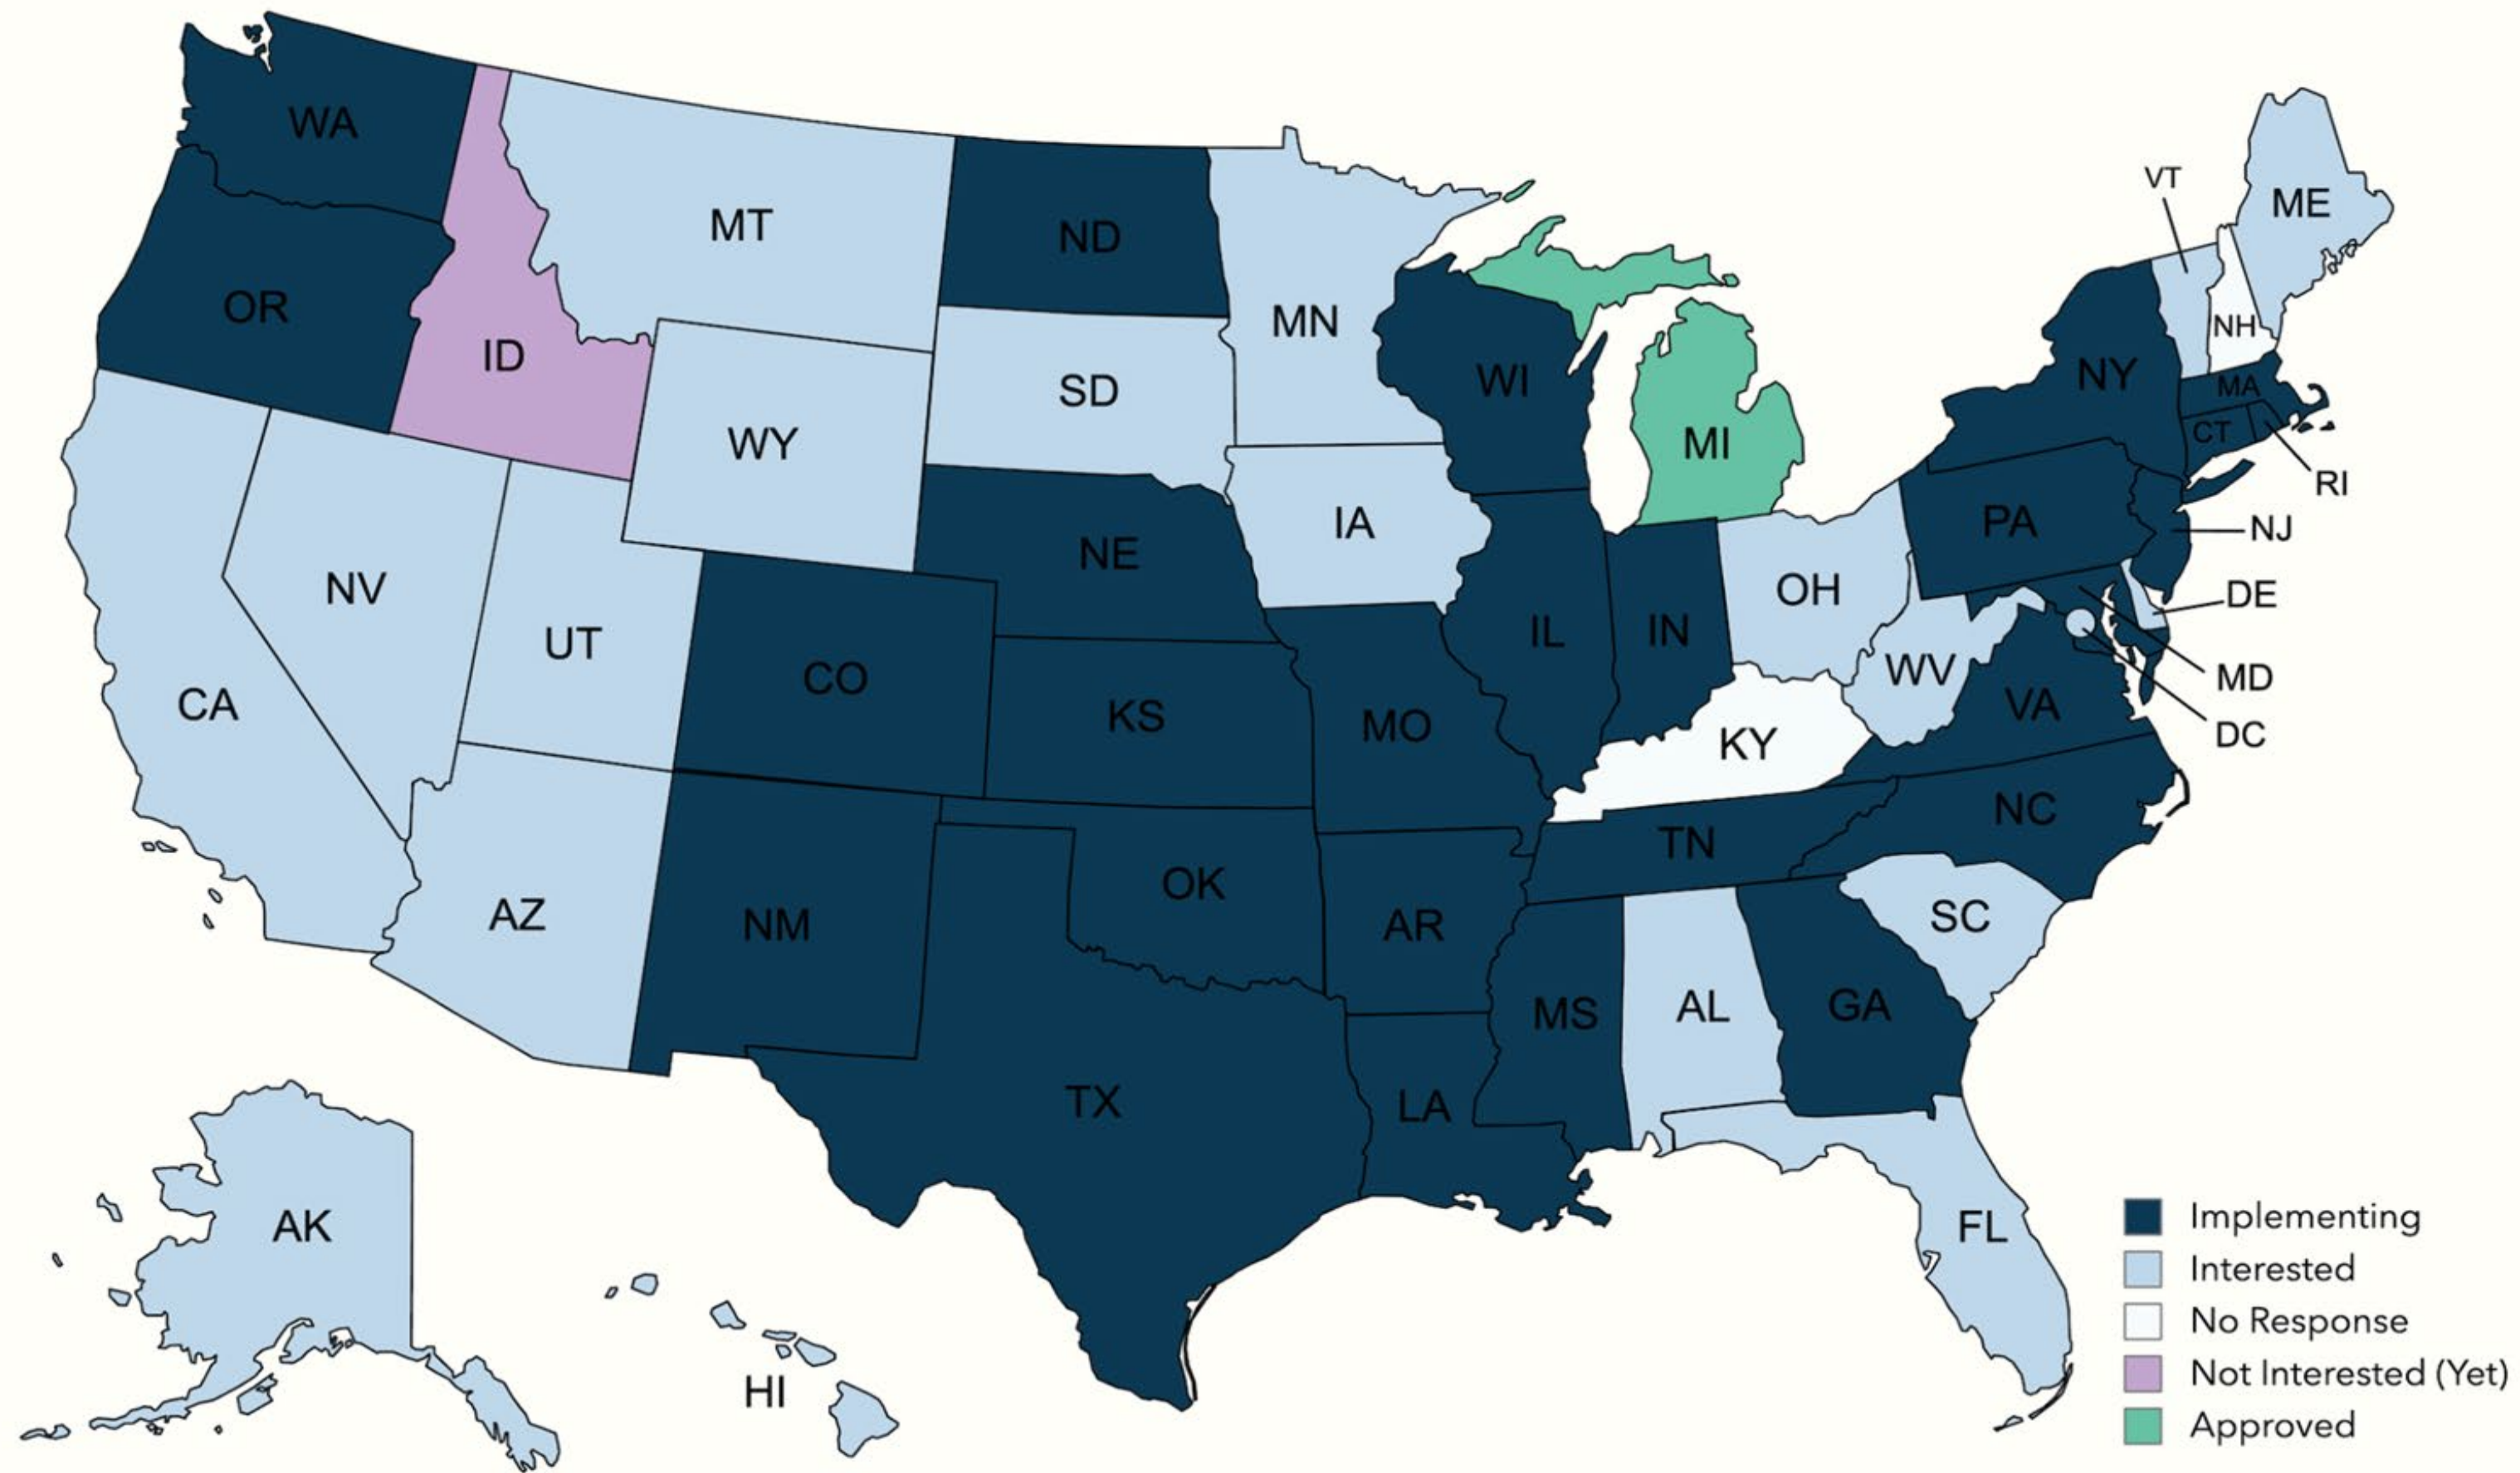 WA
VT
ME
MT
ND
OR
MN
NH
ID
NY
WI
SD
MA
CT
WY
MI
RI
IA
PA
NJ
NE
NV
OH
DE
UT
IL
IN
CO
WV
MD
CA
KS
VA
MO
DC
KY
NC
TN
OK
AZ
SC
NM
AR
AL
GA
MS
TX
LA
AK
FL
HI
Implementing
Interested
No Response
Not Interested (Yet)
Approved